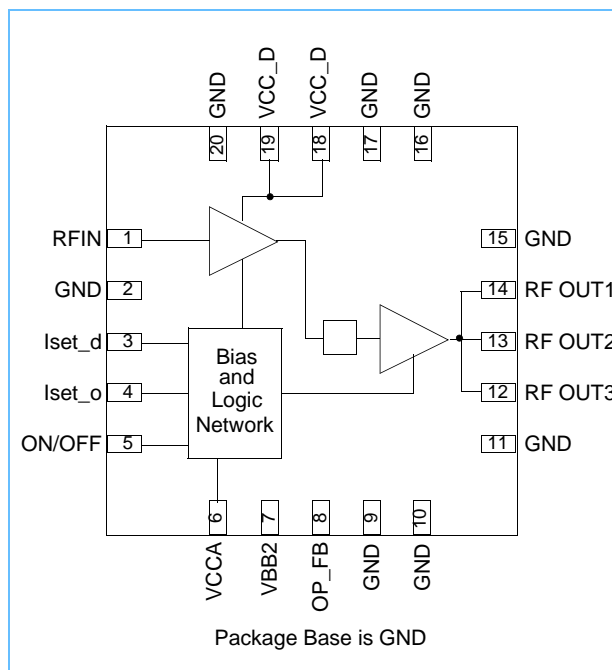 GND
VCC_D
VCC_D
GND
GND
20
19
18
17
16
RFIN 1
15 GND
GND 2
14 RF OUT1
Iset_d 3
13 RF OUT2
Iset_o 4
12 RF OUT3
ON/OFF 5
11 GND
Bias
and
Logic
Network
6
7
8
9
10
VCCA
VBB2
OP_FB
GND
GND
Package Base is GND